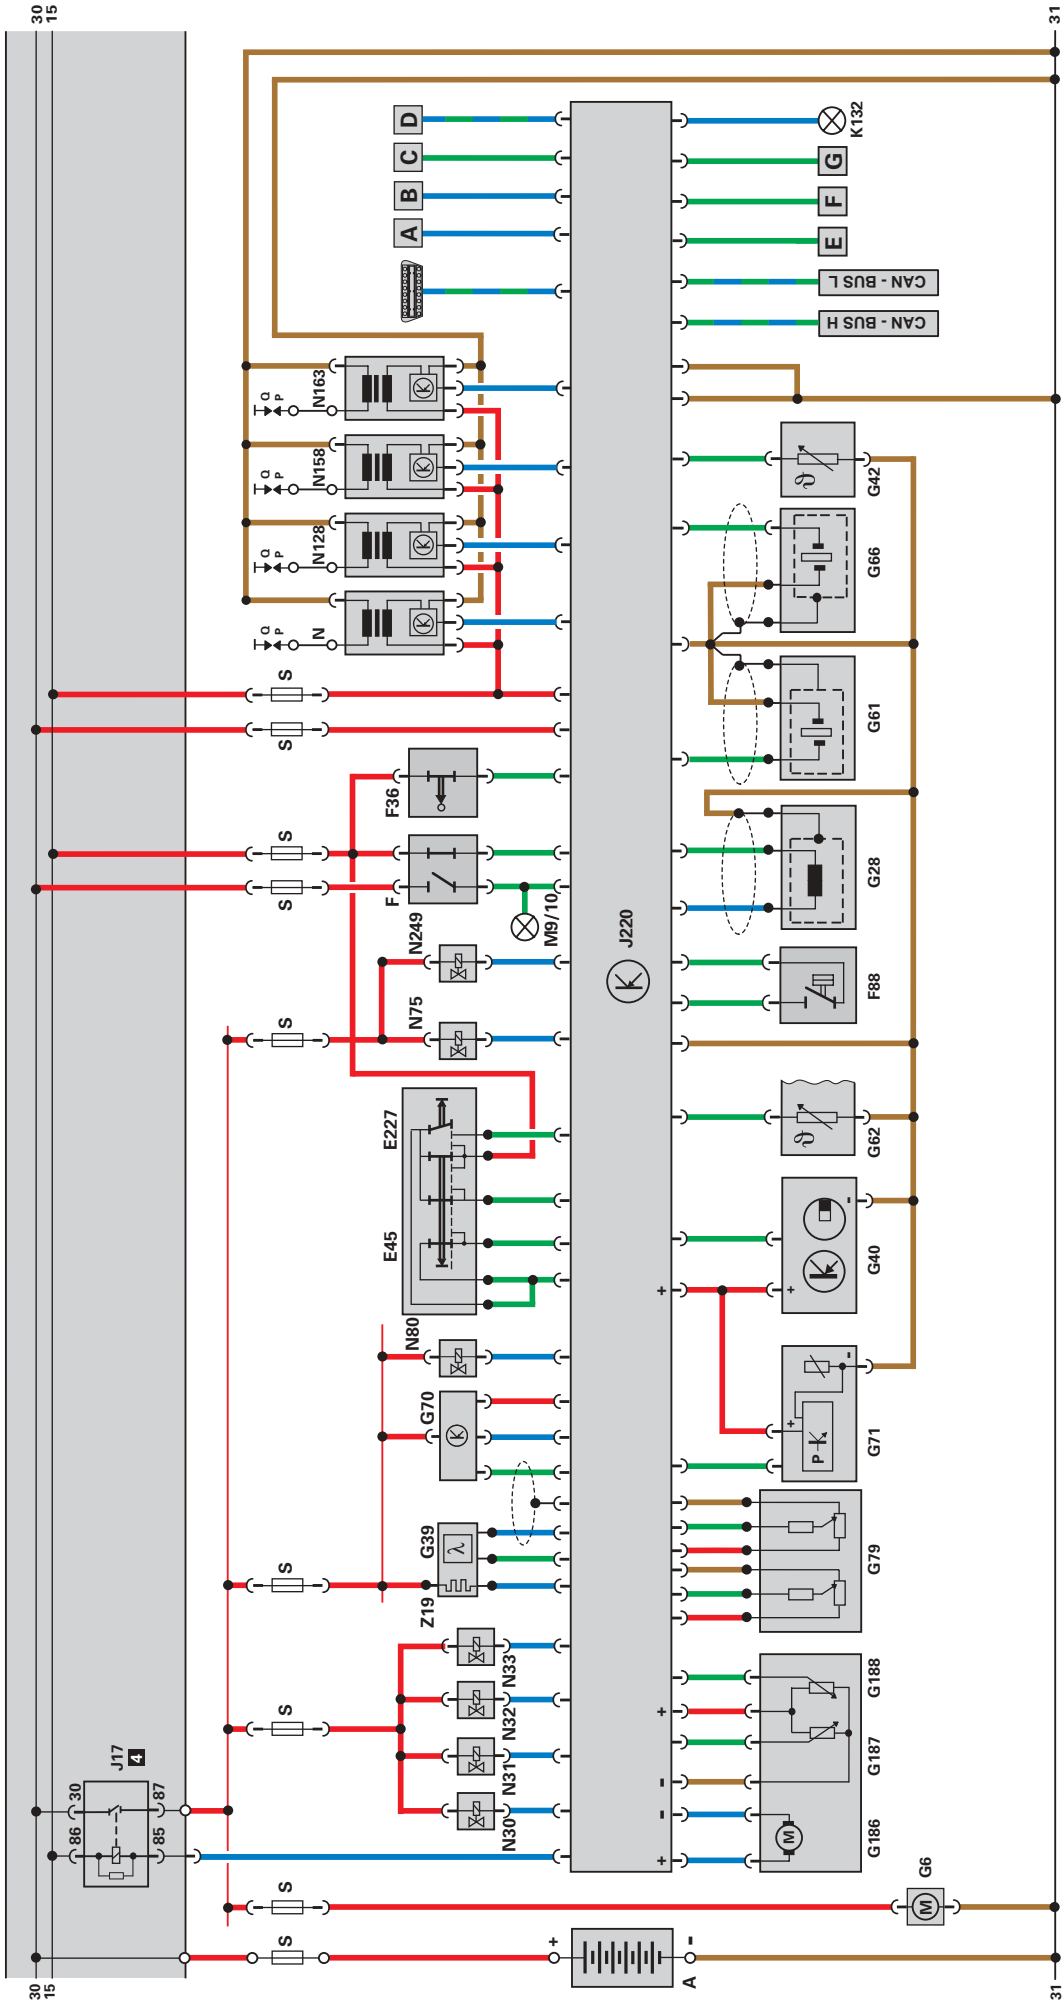 30
15
31
D
C
B
A
K132
G
F
E
CAN - BUS L
CAN - BUS H
Q
P
N163
Q
P
N158
Q
P
N128
Q
P
N
K
K
K
K
ϑ
G42
G66
G61
S
S
F36
S
S
F
M9/10
G28
N249
N75
S
J220
K
F88
E227
E45
ϑ
G62
K
+
-
G40
+
N80
G70
K
+
-
P
G71
G39
λ
Z19
S
G79
N33
N32
N31
N30
S
J17
4
30
86
87
85
+
-
-
+
M
G188
G187
G186
S
M
G6
S
+
-
A
30
15
31